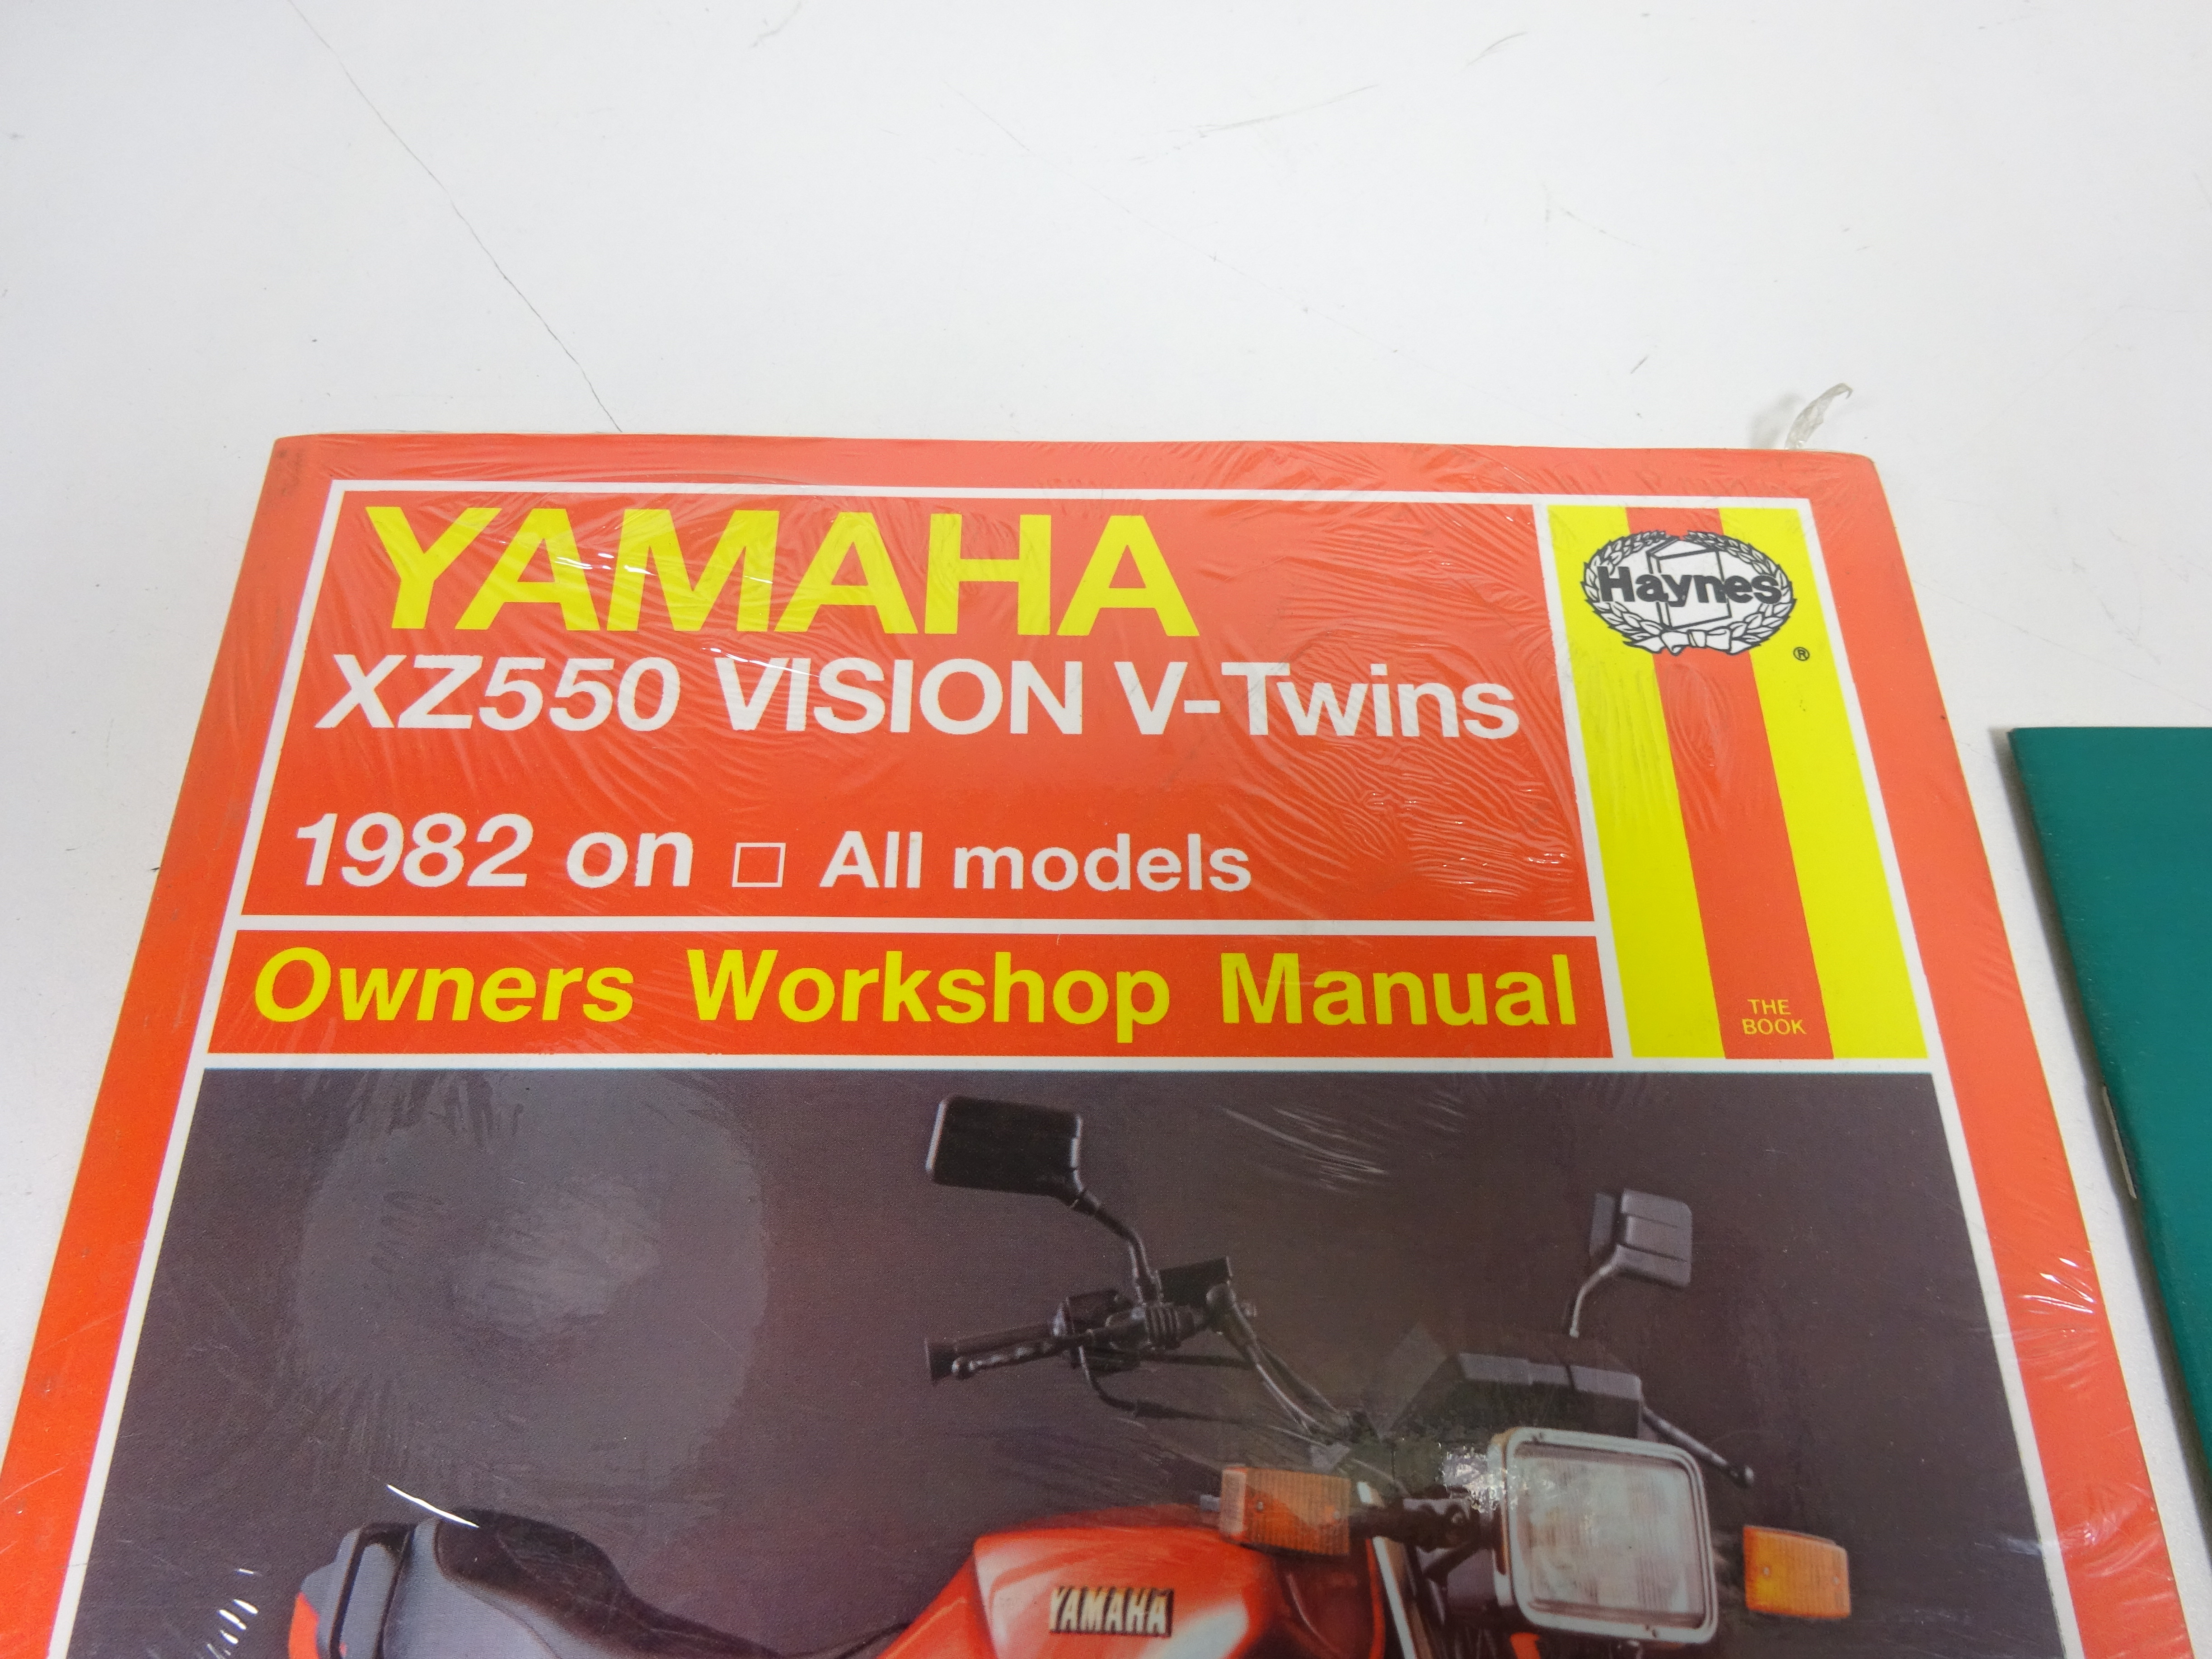 YAMAHA
XZ550 VISION V-Twins
1982 on □ All models
Owners Workshop Manual
Haynes
®
THE
BOOK
YAMAHA